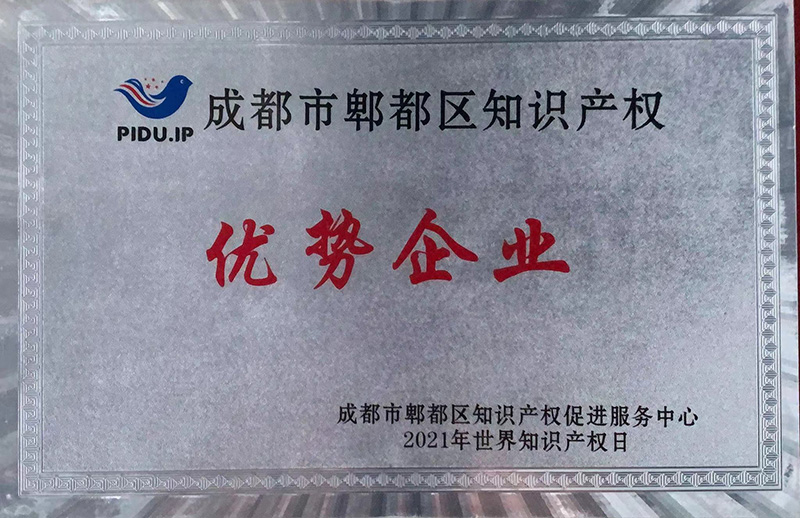 成都市郫都区知识产权
PIDU.IP
优势企业
成都市郫都区知识产权促进服务中心
2021年世界知识产权日